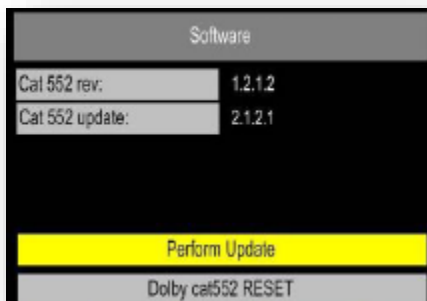 Software
Cat 552 rev: 1.2.1.2
Cat 552 update: 2.1.2.1
Perform Update
Dolby cat552 RESET